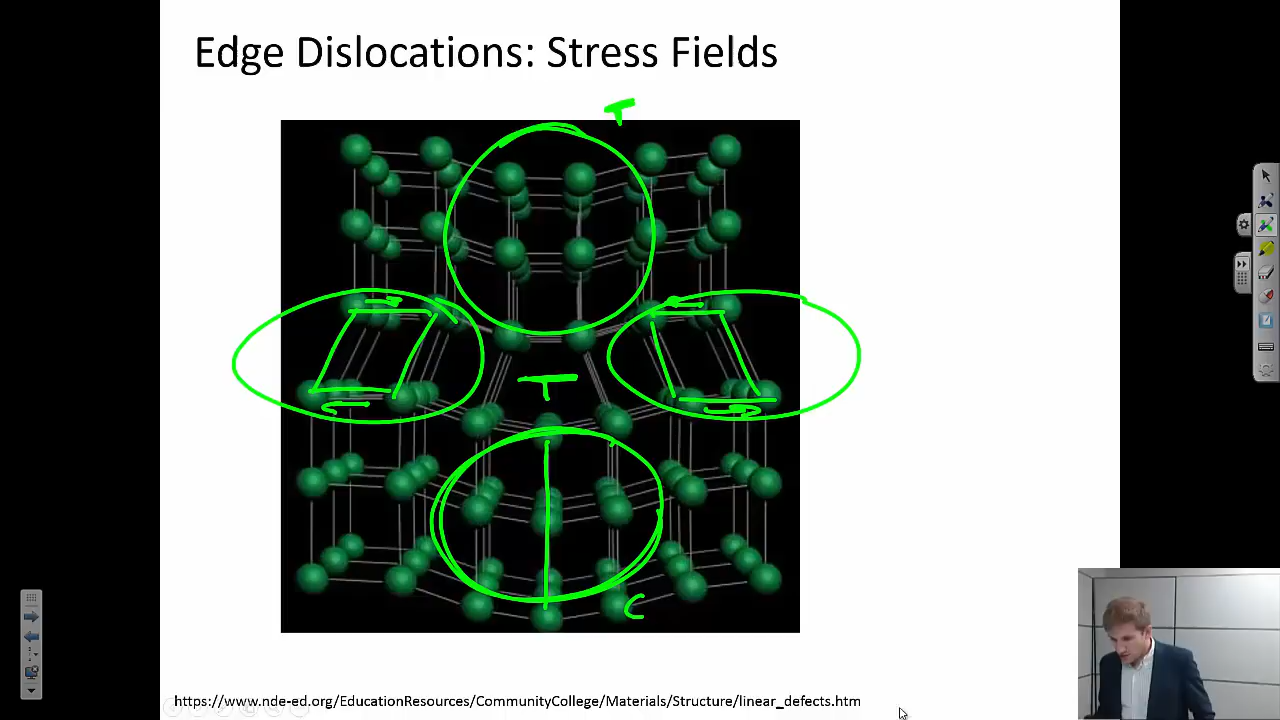 Edge Dislocations: Stress Fields
T
T
C
https://www.nde-ed.org/EducationResources/CommunityCollege/Materials/Structure/linear_defects.htm